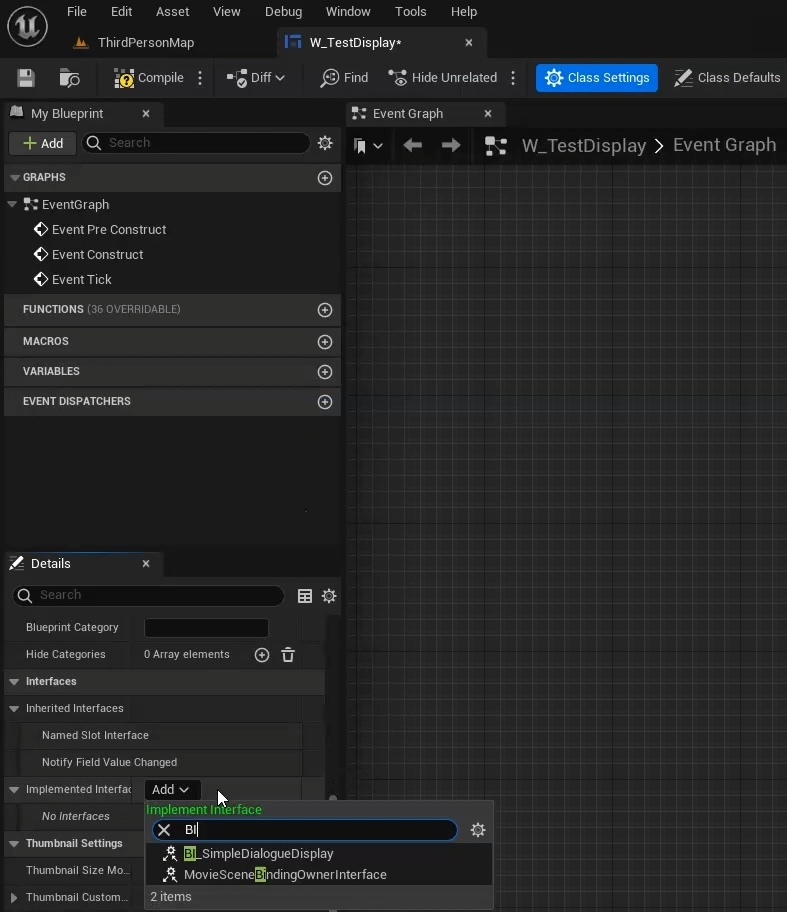 File Edit Asset View Debug Window Tools Help
ThirdPersonMap W_TestDisplay*
Compile Diff Find Hide Unrelated Class Settings Class Defaults
My Blueprint Event Graph
Add Search W_TestDisplay > Event Graph
GRAPHS
EventGraph
Event Pre Construct
Event Construct
Event Tick
FUNCTIONS (36 OVERRIDABLE)
MACROS
VARIABLES
EVENT DISPATCHERS
Details
Search
Blueprint Category
Hide Categories 0 Array elements
Interfaces
Inherited Interfaces
Named Slot Interface
Notify Field Value Changed
Implemented Interfac Add
Implement Interface
No Interfaces BI
Thumbnail Settings BI_SimpleDialogueDisplay
Thumbnail Size Mo... MovieSceneBindingOwnerInterface
Thumbnail Custom... 2 items